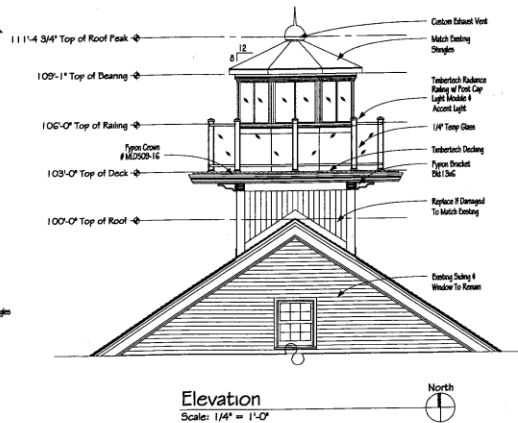 111'-4 3/4" Top of Roof Peak
109'-1" Top of Bearing
106'-0" Top of Railing
Fypon Crown
# MLD509-16
103'-0" Top of Deck
100'-0" Top of Roof
12
8
Custom Exhaust Vent
Match Existing
Shingles
Timbertech Radiance
Railing w/ Post Cap
Light Module &
Accent Light
1/4" Temp Glass
Timbertech Decking
Fypon Bracket
Bkt13x6
Replace If Damaged
To Match Existing
Existing Siding &
Window To Remain
gles
Elevation
Scale: 1/4" = 1'-0"
North